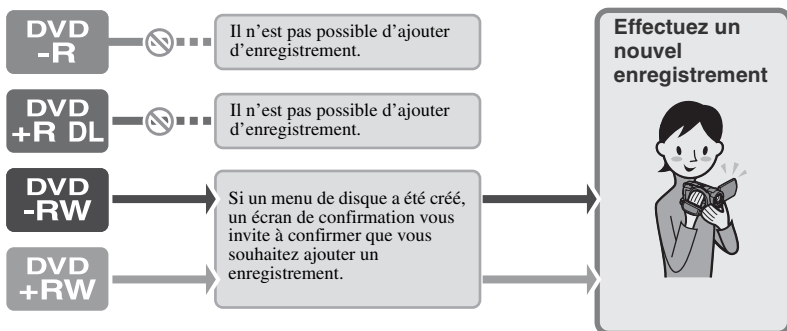 DVD
-R
Il n’est pas possible d’ajouter
d’enregistrement.
DVD
+R DL
Il n’est pas possible d’ajouter
d’enregistrement.
DVD
-RW
DVD
+RW
Si un menu de disque a été créé,
un écran de confirmation vous
invite à confirmer que vous
souhaitez ajouter un
enregistrement.
Effectuez un
nouvel
enregistrement